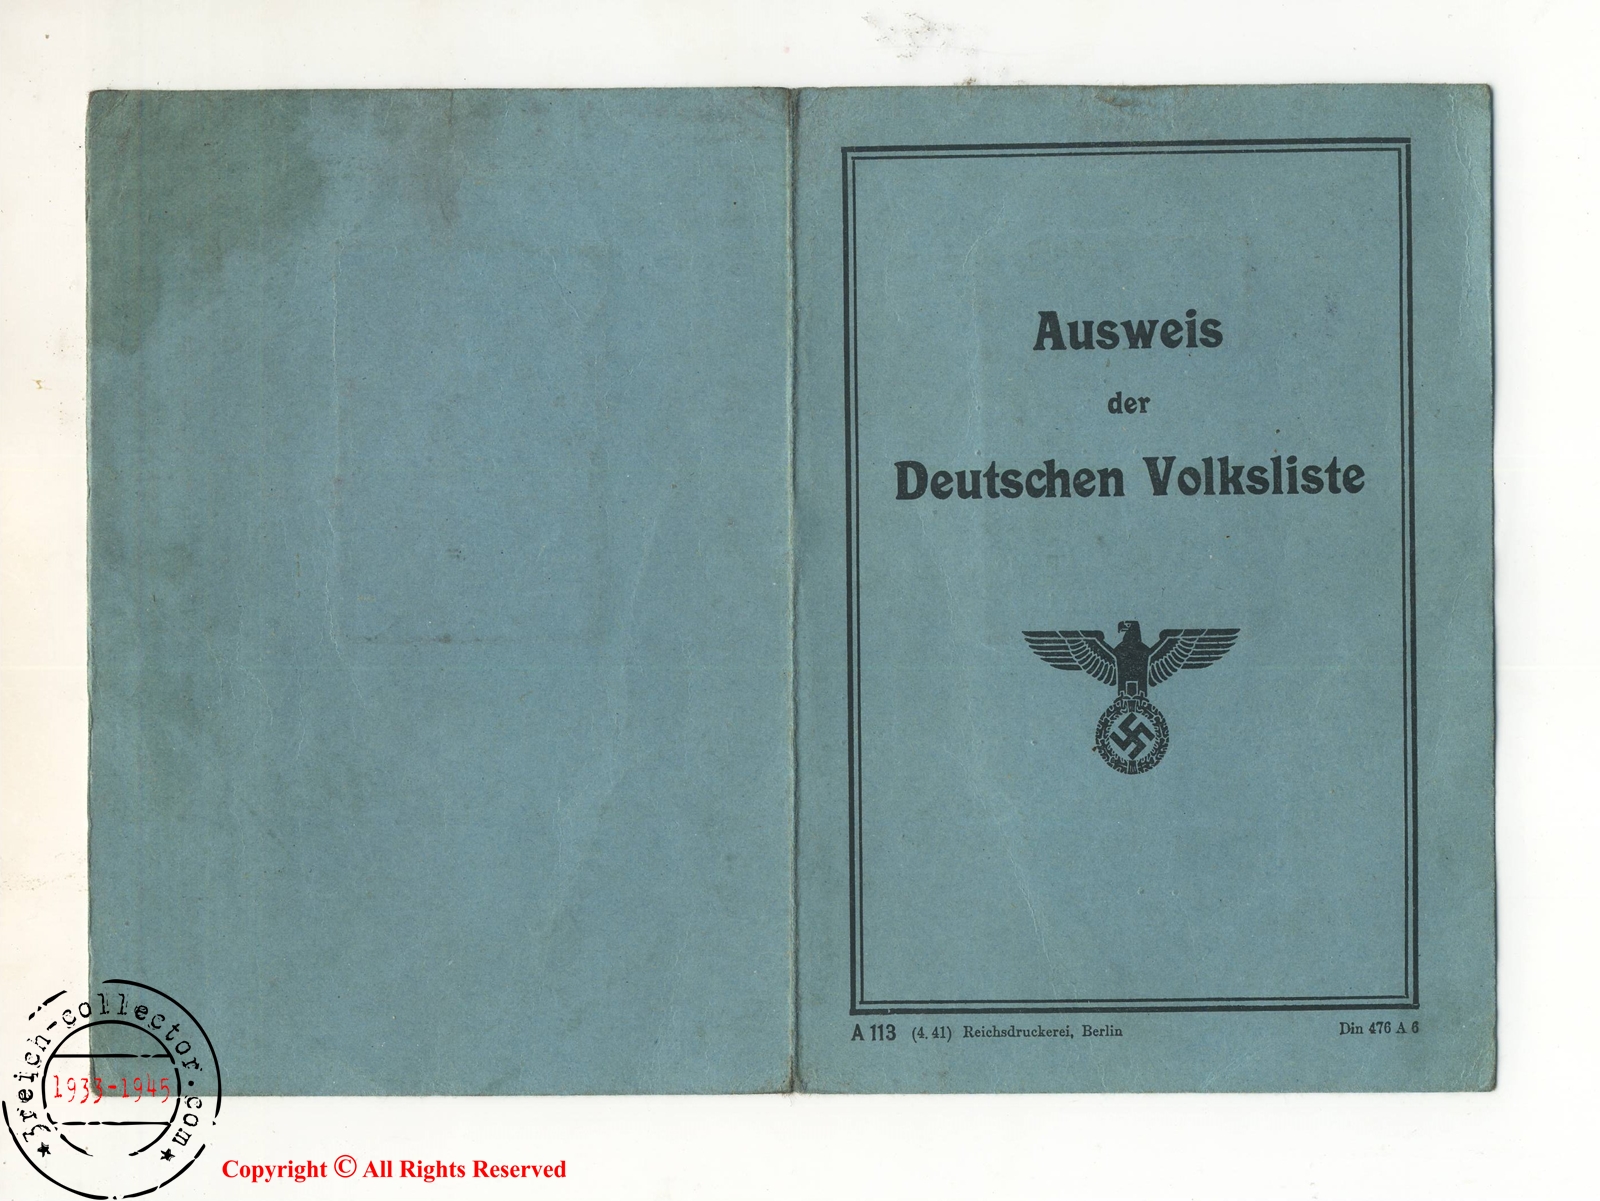 Ausweis
der
Deutschen Volksliste
A 113 (4. 41) Reichsdruckerei, Berlin
Din 476 A 6
3reich-collector.com
1933-1945
Copyright © All Rights Reserved